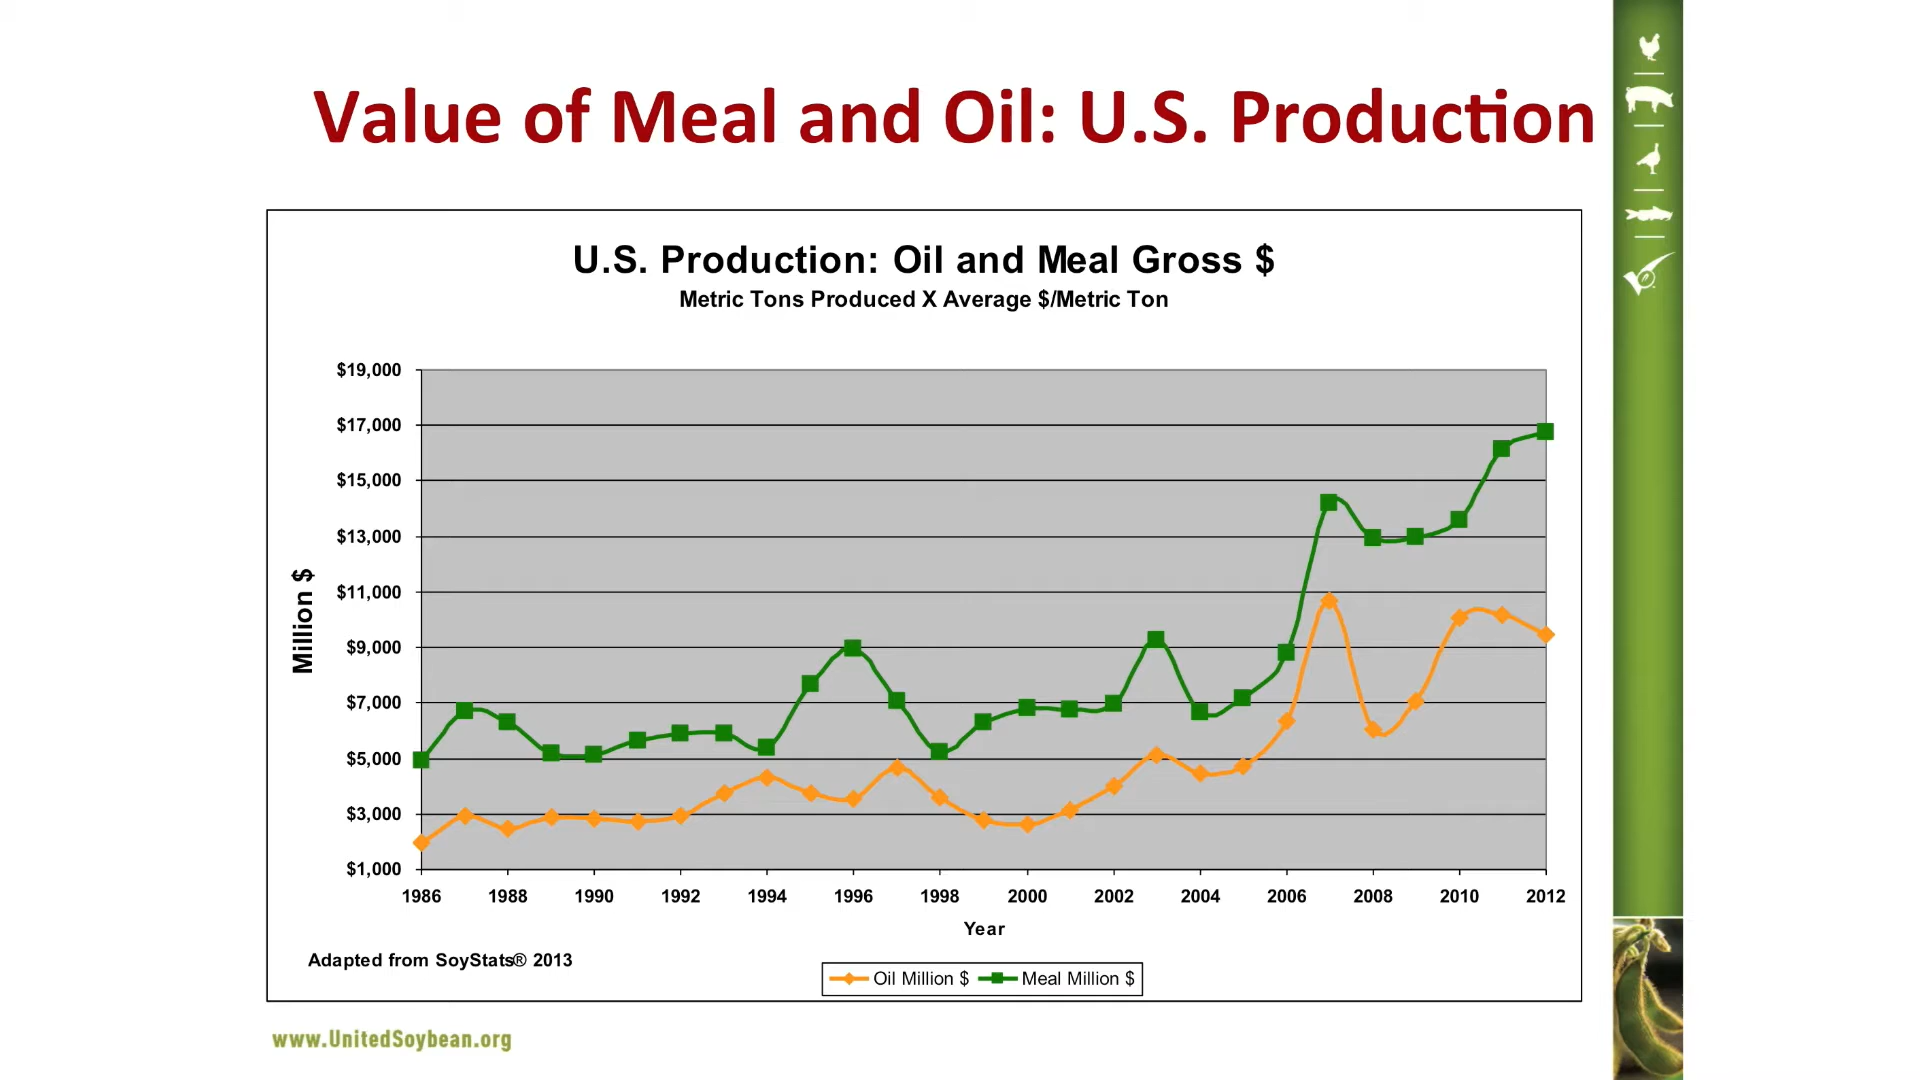 Value of Meal and Oil: U.S. Production
U.S. Production: Oil and Meal Gross $
Metric Tons Produced X Average $/Metric Ton
$19,000
$17,000
$15,000
$13,000
$11,000
$9,000
$7,000
$5,000
$3,000
$1,000
Million $
1986 1988 1990 1992 1994 1996 1998 2000 2002 2004 2006 2008 2010 2012
Year
Adapted from SoyStats® 2013
Oil Million $ Meal Million $
www.UnitedSoybean.org